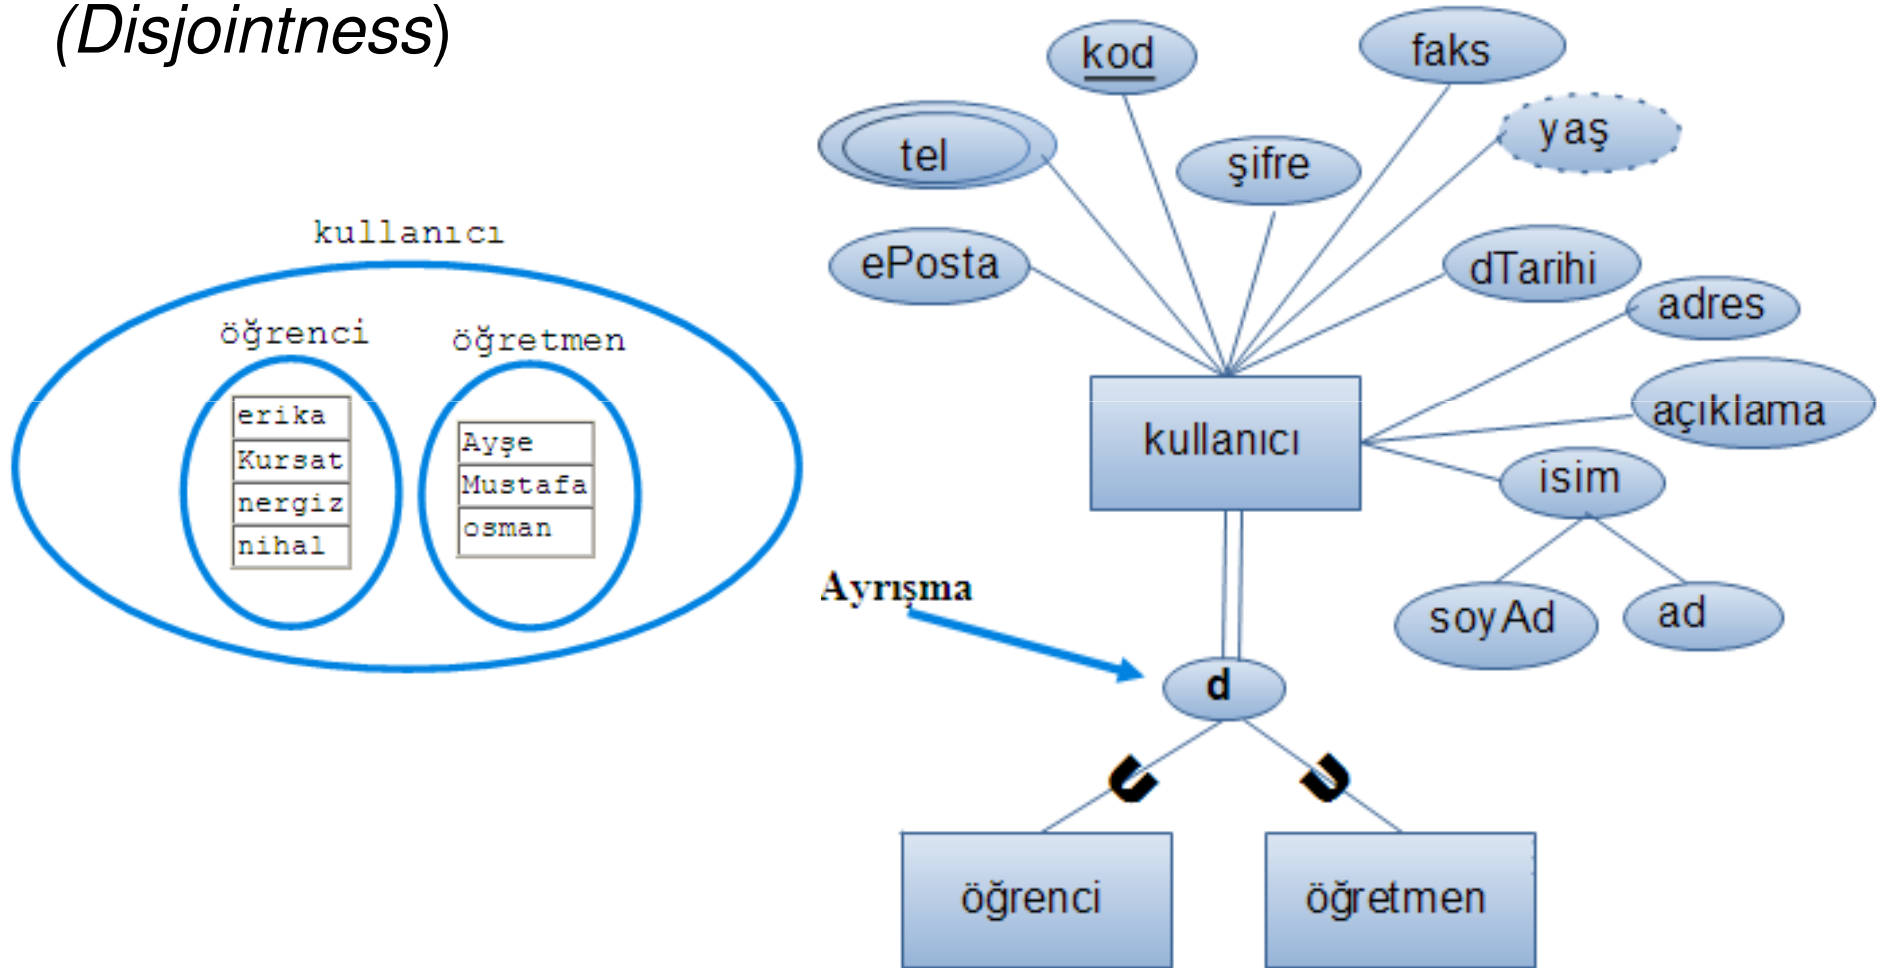 (Disjointness)
kullanıcı
öğrenci
öğretmen
erika
Kursat
nergiz
nihal
Ayşe
Mustafa
osman
kod
faks
tel
şifre
yaş
ePosta
dTarihi
adres
kullanıcı
açıklama
isim
soyAd
ad
Ayrışma
d
öğrenci
öğretmen